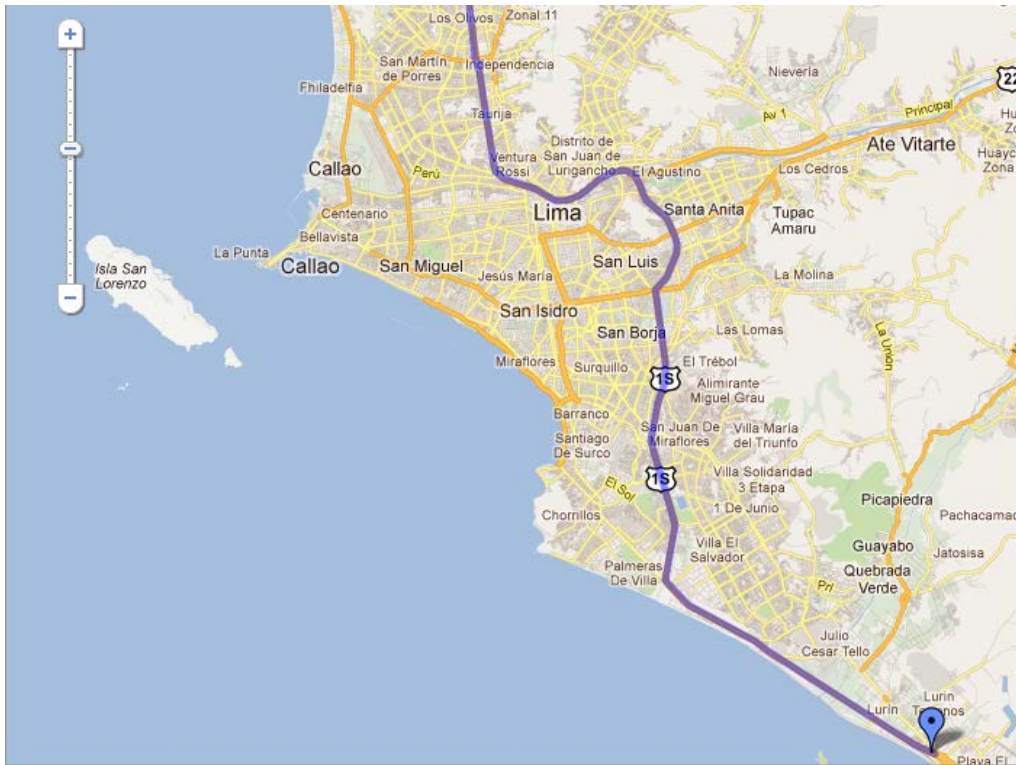 Los Olivos
Zonal 11
San Martín
de Porres
Independencia
Nievería
22
Fhiladelfia
Taurija
Av 1
Principal
Ate Vitarte
Distrito de
San Juan de
Lurigancho
Ventura
Rossi
Callao
Perú
El Agustino
Los Cedros
Huayc
Zona
Centenario
Lima
Santa Anita
Tupac
Amaru
Bellavista
La Punta
Callao
San Miguel
Jesús María
San Luis
La Molina
Isla San
Lorenzo
San Isidro
San Borja
Las Lomas
La Union
Miraflores
Surquillo
El Trébol
1S
Alimirante
Miguel Grau
Barranco
San Juan De
Miraflores
Villa María
del Triunfo
Santiago
De Surco
1S
Villa Solidaridad
3 Etapa
El Sol
Picapiedra
1 De Junio
Chorrillos
Pachacamac
Villa El
Salvador
Guayabo
Jatosisa
Palmeras
De Villa
Quebrada
Verde
Prl
Julio
Cesar Tello
Lurin
Lurin
Playa El